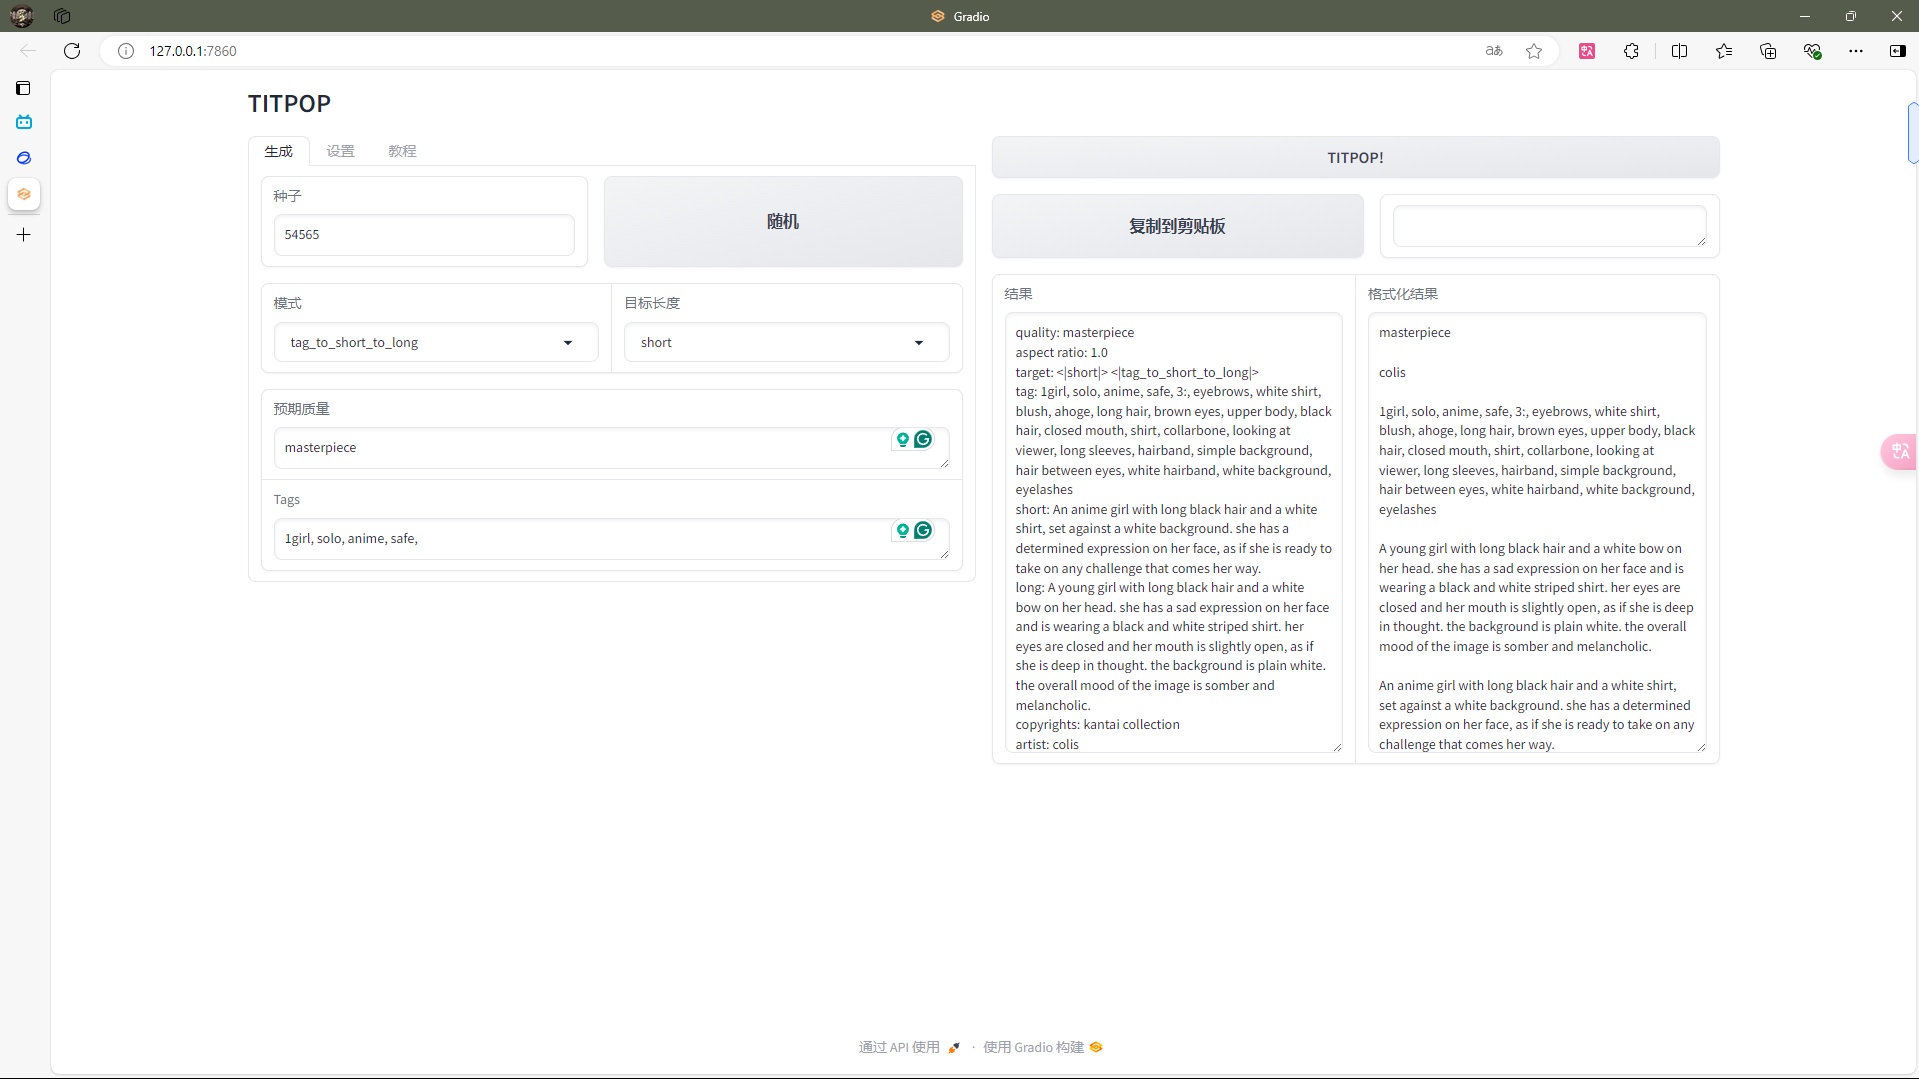 Gradio
127.0.0.1:7860
aあ
TITPOP
生成 设置 教程
种子
54565
随机
模式
tag_to_short_to_long
目标长度
short
预期质量
masterpiece
Tags
1girl, solo, anime, safe,
TITPOP!
复制到剪贴板
结果
quality: masterpiece
aspect ratio: 1.0
target: <|short|> <|tag_to_short_to_long|>
tag: 1girl, solo, anime, safe, 3:, eyebrows, white shirt,
blush, ahoge, long hair, brown eyes, upper body, black
hair, closed mouth, shirt, collarbone, looking at
viewer, long sleeves, hairband, simple background,
hair between eyes, white hairband, white background,
eyelashes
short: An anime girl with long black hair and a white
shirt, set against a white background. she has a
determined expression on her face, as if she is ready to
take on any challenge that comes her way.
long: A young girl with long black hair and a white
bow on her head. she has a sad expression on her face
and is wearing a black and white striped shirt. her
eyes are closed and her mouth is slightly open, as if
she is deep in thought. the background is plain white.
the overall mood of the image is somber and
melancholic.
copyrights: kantai collection
artist: colis
格式化结果
masterpiece
colis
1girl, solo, anime, safe, 3:, eyebrows, white shirt,
blush, ahoge, long hair, brown eyes, upper body, black
hair, closed mouth, shirt, collarbone, looking at
viewer, long sleeves, hairband, simple background,
hair between eyes, white hairband, white background,
eyelashes
A young girl with long black hair and a white bow on
her head. she has a sad expression on her face and is
wearing a black and white striped shirt. her eyes are
closed and her mouth is slightly open, as if she is deep
in thought. the background is plain white. the overall
mood of the image is somber and melancholic.
An anime girl with long black hair and a white shirt,
set against a white background. she has a determined
expression on her face, as if she is ready to take on any
challenge that comes her way.
通过 API 使用 · 使用 Gradio 构建